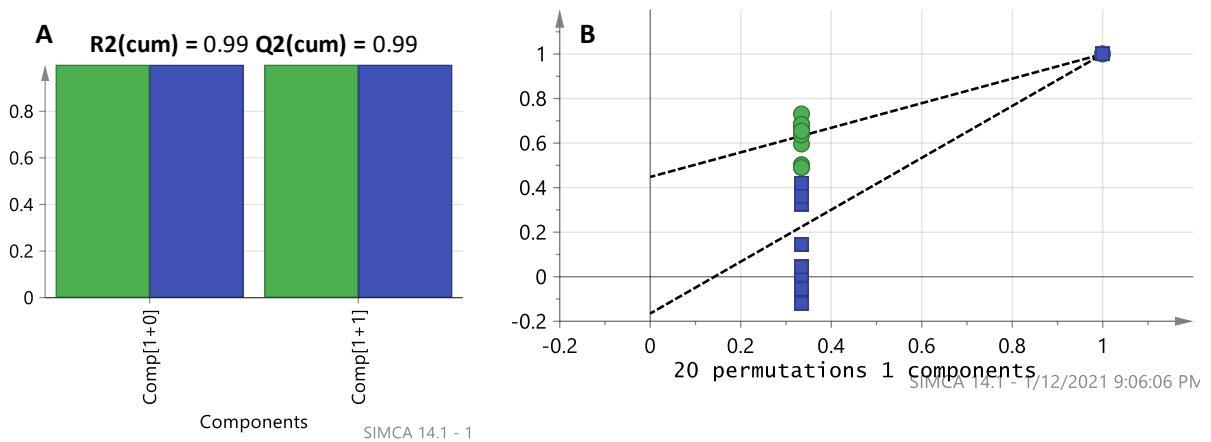 A
R2(cum) = 0.99 Q2(cum) = 0.99
0.8
0.6
0.4
0.2
0
Comp[1+0]
Comp[1+1]
Components
SIMCA 14.1 - 1
B
1
0.8
0.6
0.4
0.2
0
-0.2
-0.2 0 0.2 0.4 0.6 0.8 1
20 permutations 1 components
SIMCA 14.1 - 1/12/2021 9:06:06 PM